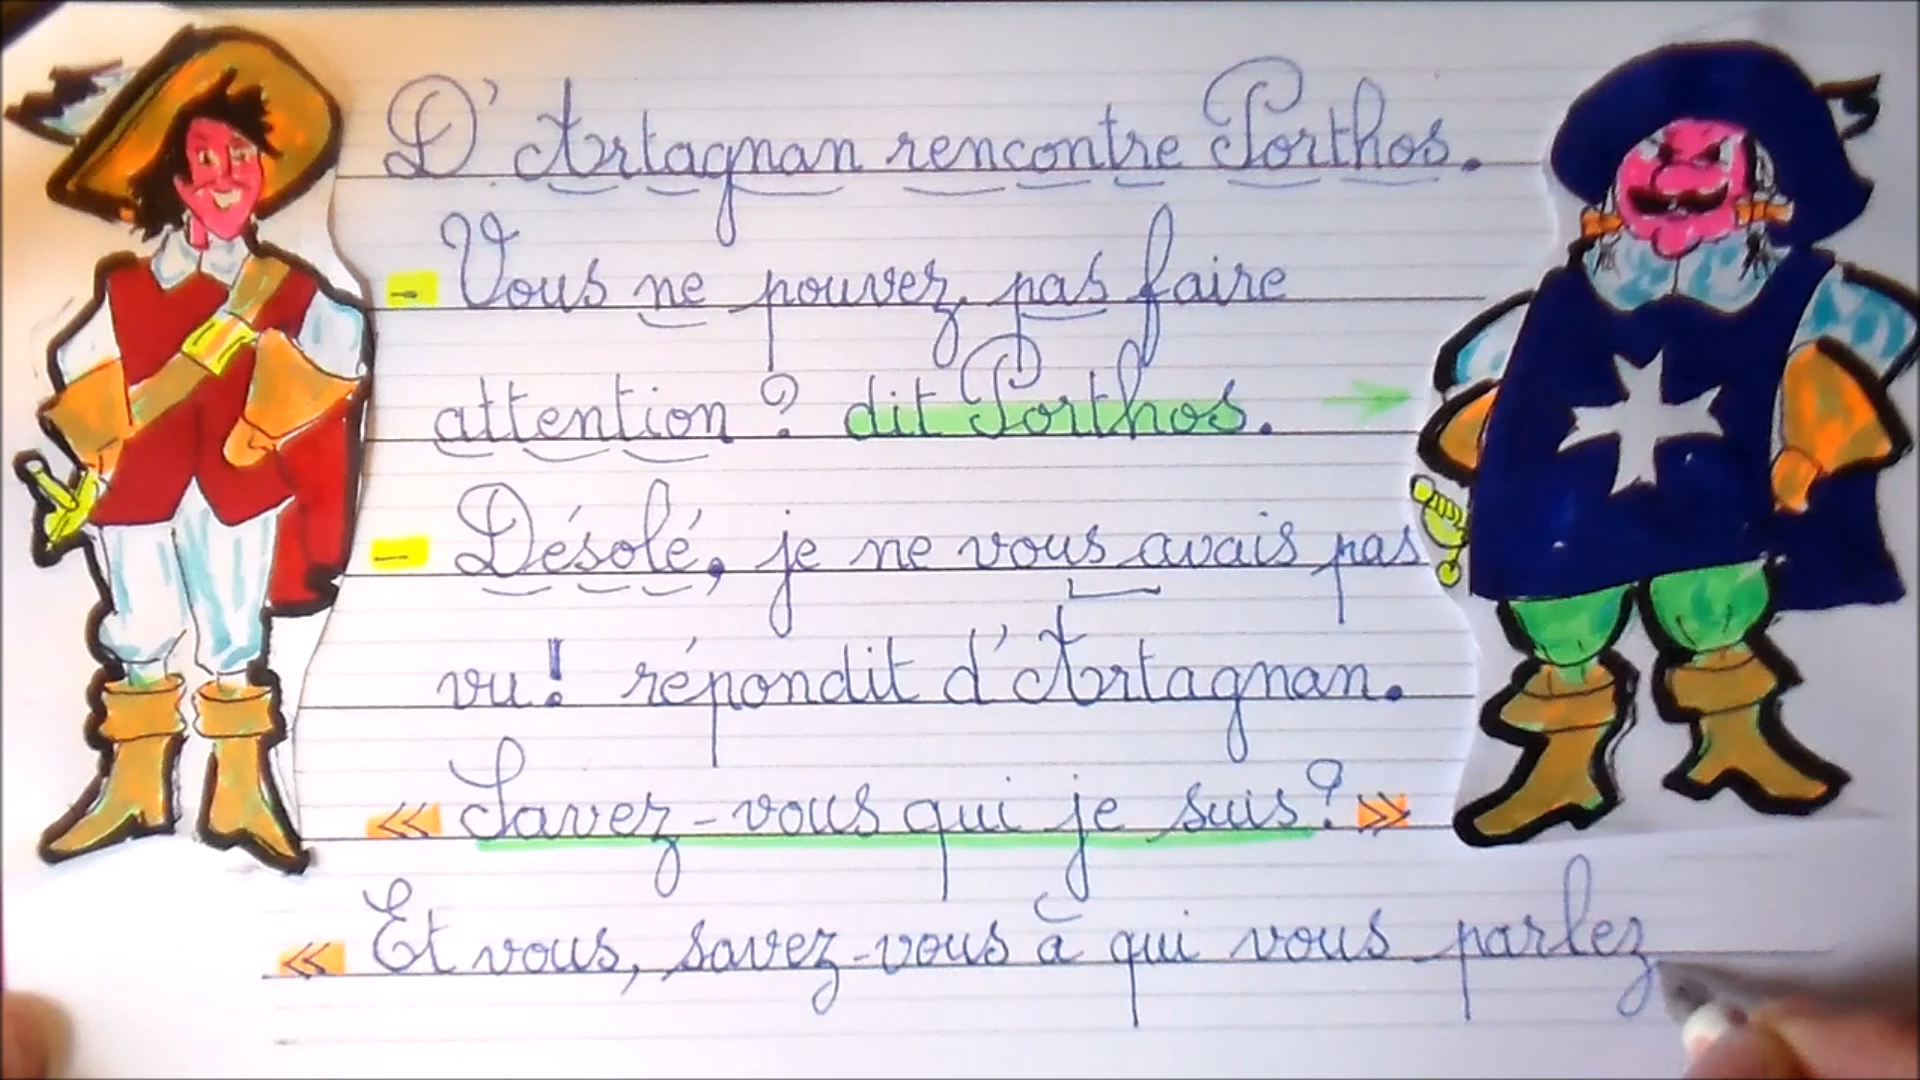 D'Artagnan rencontre Porthos.
- Vous ne pouvez pas faire
attention ? dit Porthos.
- Désolé, je ne vous avais pas
vu! répondit d'Artagnan.
« Savez-vous qui je suis? »
« Et vous, savez-vous à qui vous parlez